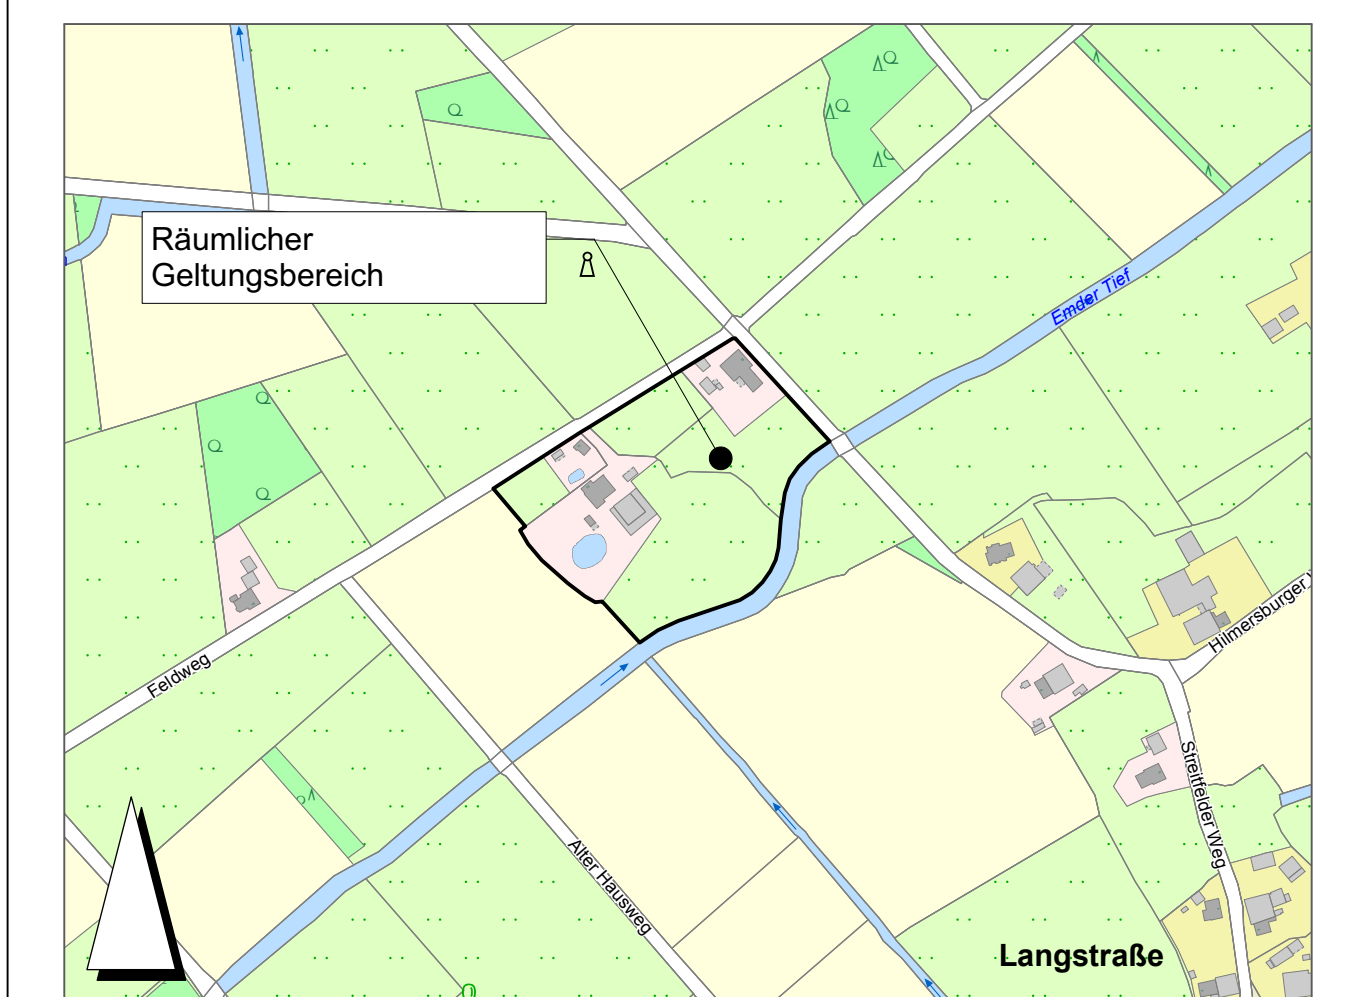 Räumlicher
Geltungsbereich
Emder Tief
Feldweg
Hilmersburger
Streitfelder Weg
Alter Hausweg
Langstraße